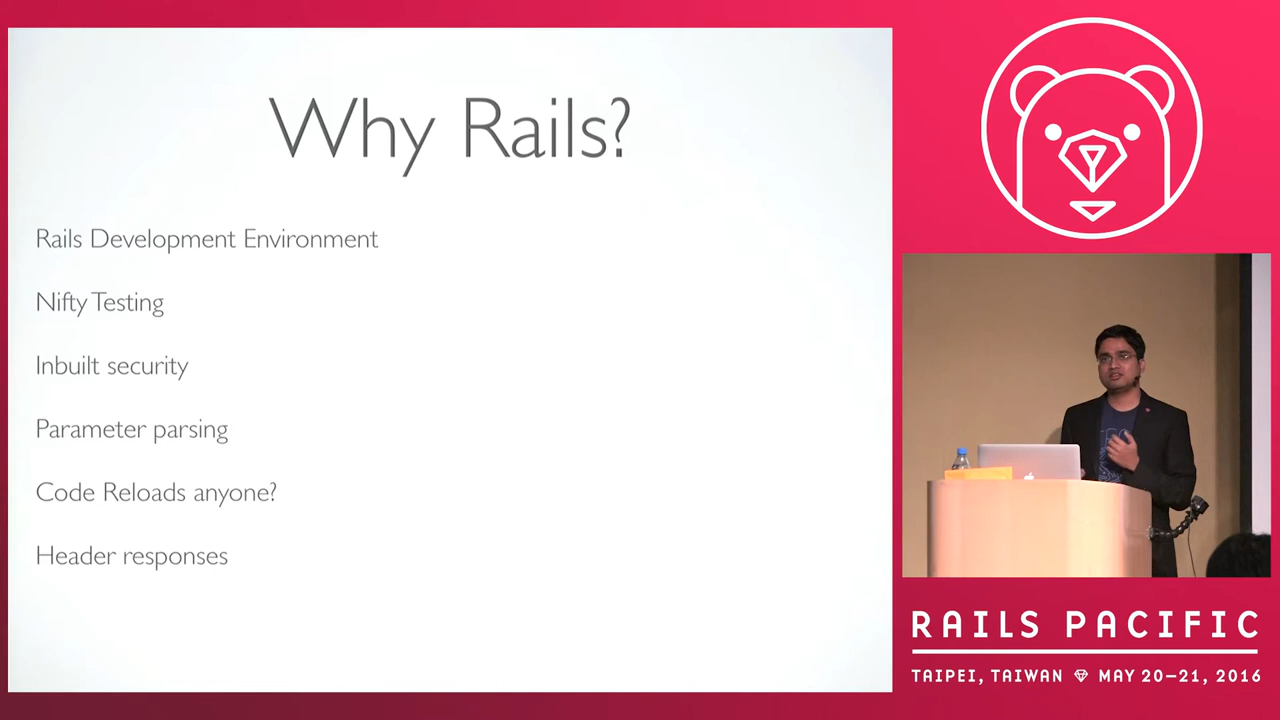 Why Rails?
Rails Development Environment
Nifty Testing
Inbuilt security
Parameter parsing
Code Reloads anyone?
Header responses
RAILS PACIFIC
TAIPEI, TAIWAN MAY 20–21, 2016